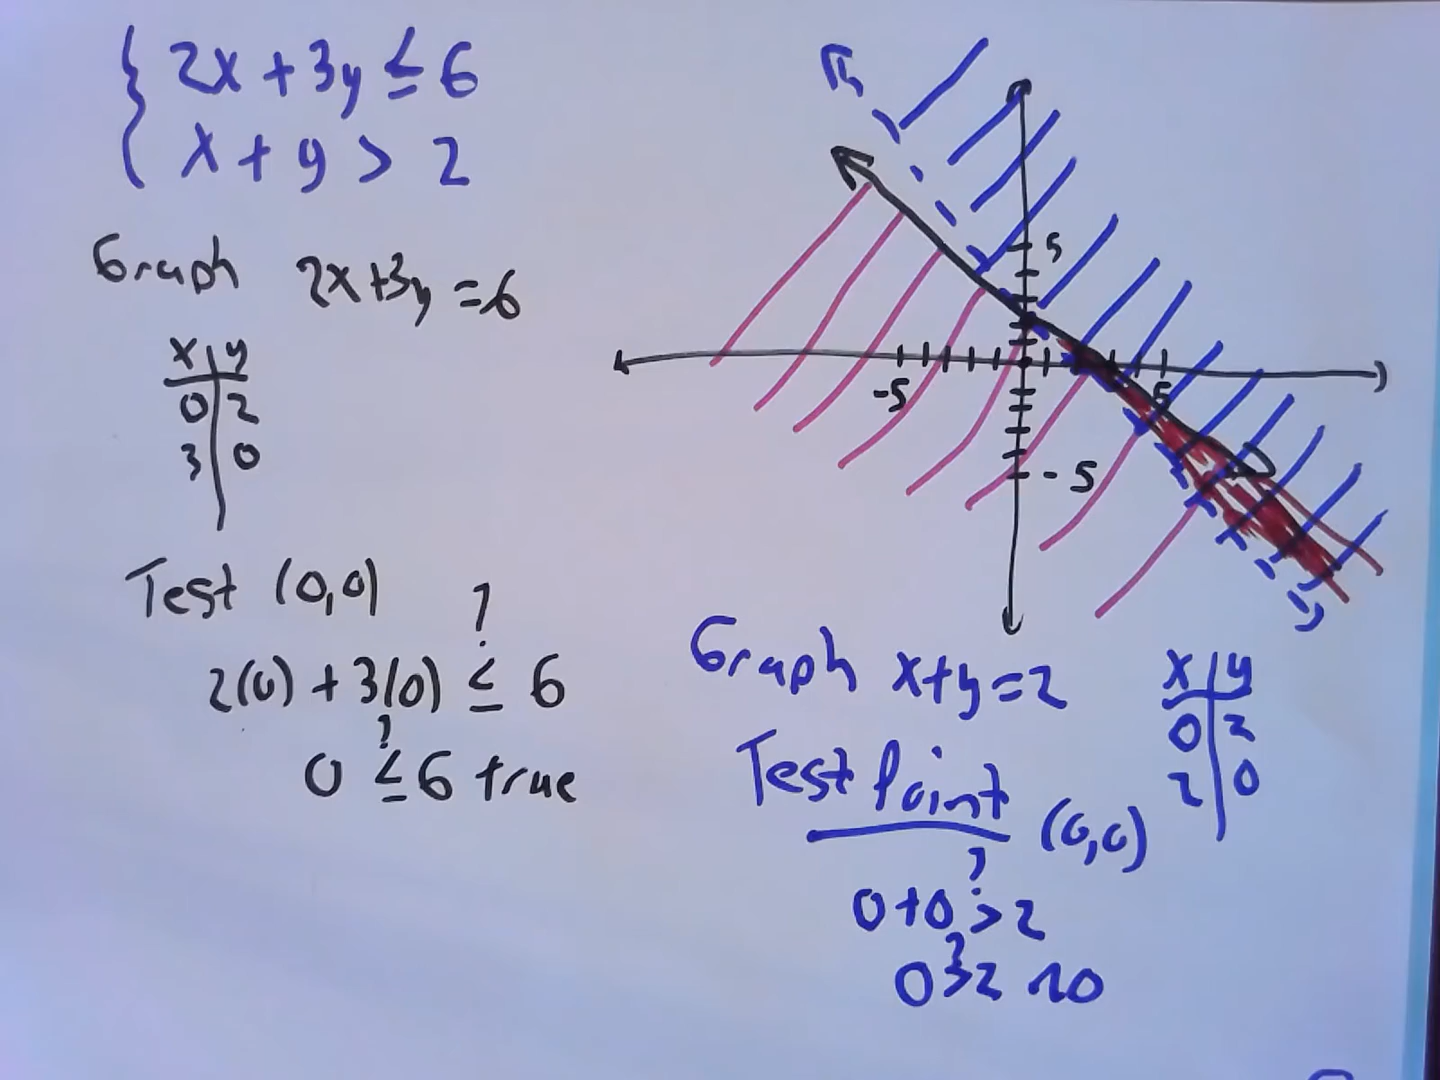 { 2x + 3y ≤ 6
x + y > 2
Graph 2x+3y = 6
x | y
0 | 2
3 | 0
Test (0,0)
?
2(0) + 3(0) ≤ 6
?
0 ≤ 6 true
5
-5 5
-5
Graph x+y=2
x | y
0 | 2
2 | 0
Test Point (0,0)
?
0+0 > 2
?
0 > 2 no